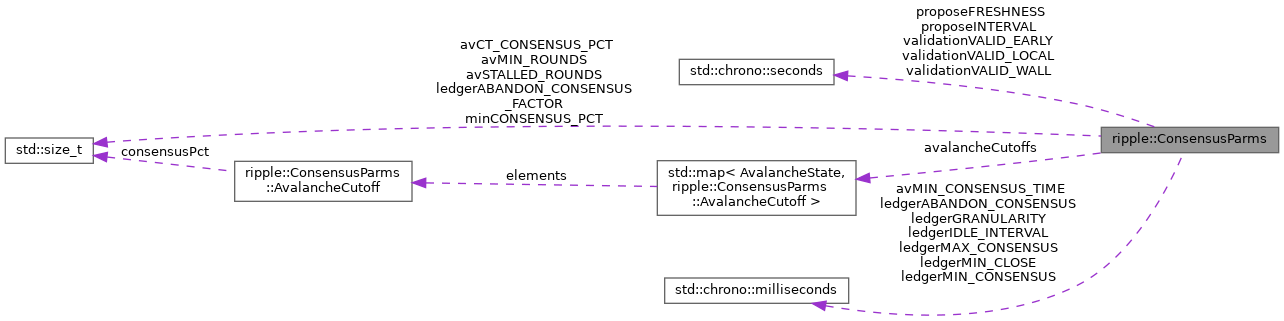 proposeFRESHNESS
proposeINTERVAL
validationVALID_EARLY
validationVALID_LOCAL
validationVALID_WALL
std::chrono::seconds
avCT_CONSENSUS_PCT
avMIN_ROUNDS
avSTALLED_ROUNDS
ledgerABANDON_CONSENSUS
_FACTOR
minCONSENSUS_PCT
ripple::ConsensusParms
std::size_t
consensusPct
avalancheCutoffs
ripple::ConsensusParms
::AvalancheCutoff
elements
std::map< AvalancheState,
ripple::ConsensusParms
::AvalancheCutoff >
avMIN_CONSENSUS_TIME
ledgerABANDON_CONSENSUS
ledgerGRANULARITY
ledgerIDLE_INTERVAL
ledgerMAX_CONSENSUS
ledgerMIN_CLOSE
ledgerMIN_CONSENSUS
std::chrono::milliseconds